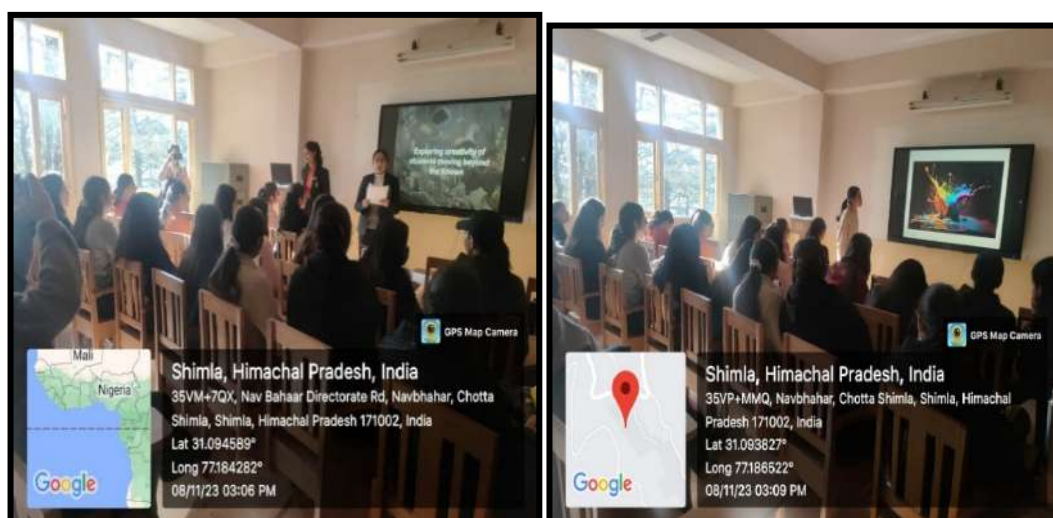 Exploring creativity of
students moving beyond
the known
GPS Map Camera
Mali
Nigeria
Google
Shimla, Himachal Pradesh, India
35VM+7QX, Nav Bahaar Directorate Rd, Navbhahar, Chotta
Shimla, Shimla, Himachal Pradesh 171002, India
Lat 31.094589°
Long 77.184282°
08/11/23 03:06 PM
GPS Map Camera
Google
Shimla, Himachal Pradesh, India
35VP+MMQ, Navbhahar, Chotta Shimla, Shimla, Himachal
Pradesh 171002, India
Lat 31.093827°
Long 77.186522°
08/11/23 03:09 PM